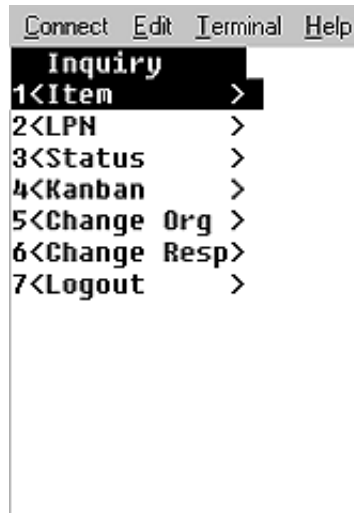 Connect Edit Terminal Help
Inquiry
1<Item >
2<LPN >
3<Status >
4<Kanban >
5<Change Org >
6<Change Resp>
7<Logout >